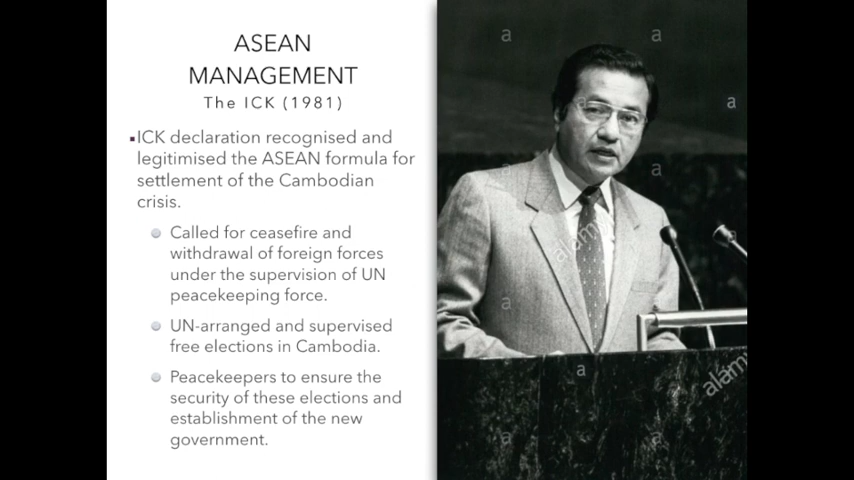 ASEAN
MANAGEMENT
The ICK (1981)
▪ICK declaration recognised and
legitimised the ASEAN formula for
settlement of the Cambodian
crisis.
Called for ceasefire and
withdrawal of foreign forces
under the supervision of UN
peacekeeping force.
UN-arranged and supervised
free elections in Cambodia.
Peacekeepers to ensure the
security of these elections and
establishment of the new
government.
a
a
a
a
a
alamy
a
a
alamy
a
a